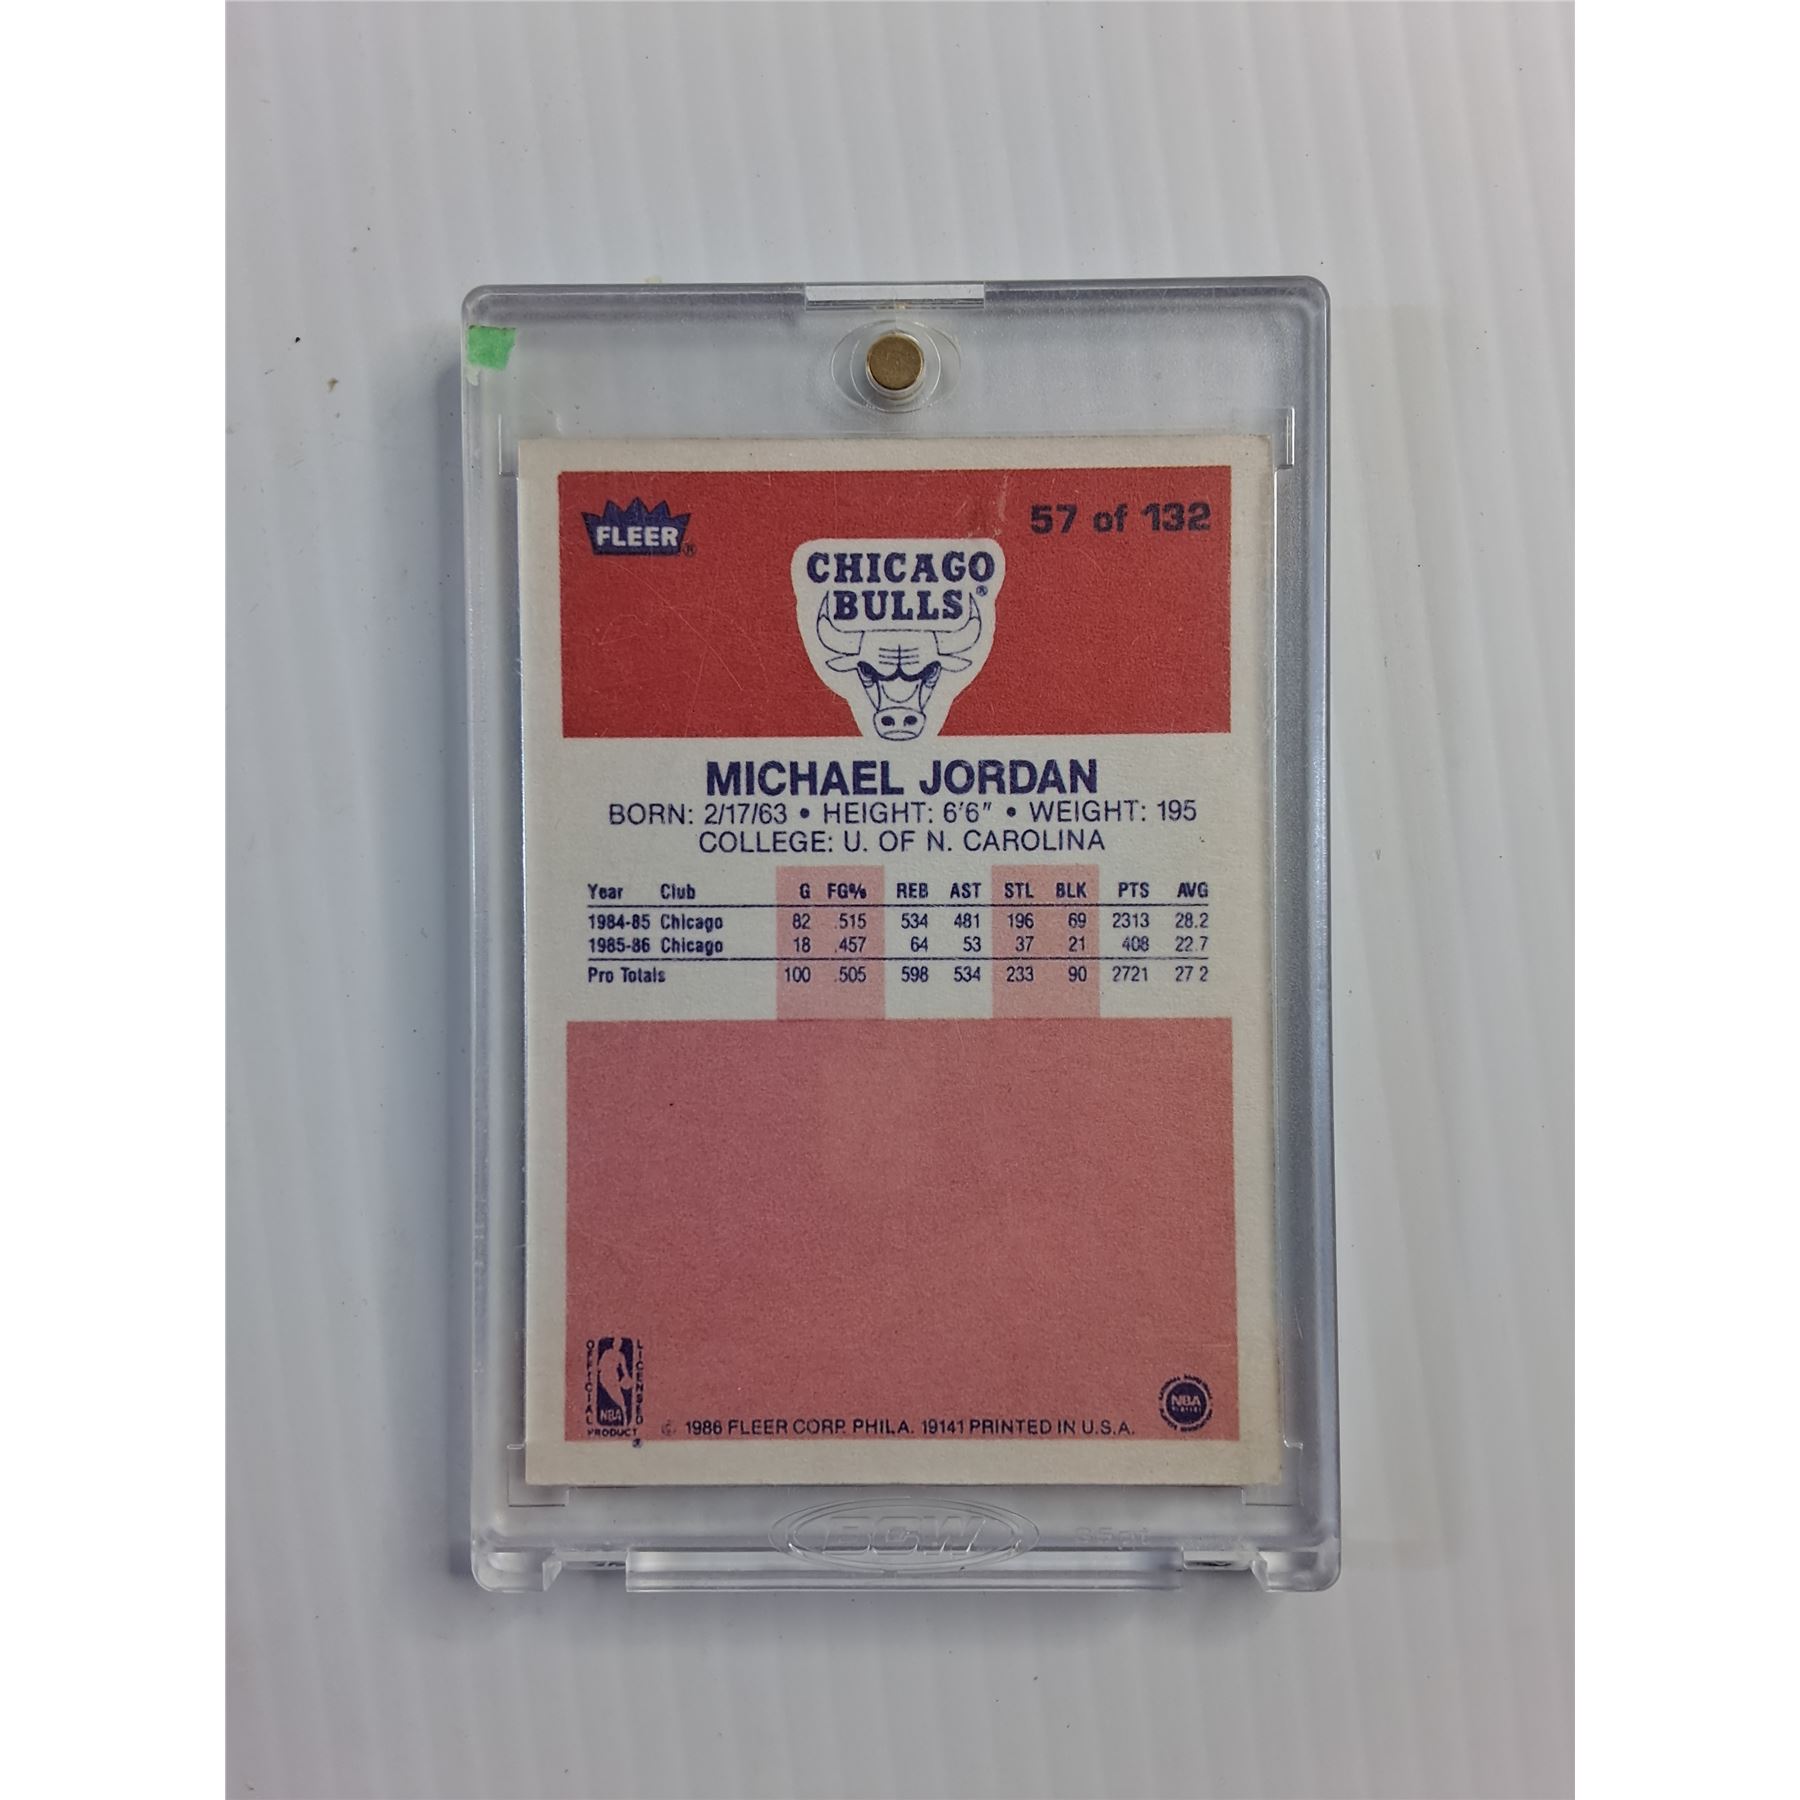 FLEER®
57 of 132
CHICAGO
BULLS®
MICHAEL JORDAN
BORN: 2/17/63 • HEIGHT: 6'6" • WEIGHT: 195
COLLEGE: U. OF N. CAROLINA
Year Club G FG% REB AST STL BLK PTS AVG
1984-85 Chicago 82 .515 534 481 196 69 2313 28.2
1985-86 Chicago 18 .457 64 53 37 21 408 22.7
Pro Totals 100 .505 598 534 233 90 2721 27 2
OFFICIAL
LICENSED
NBA
PRODUCT
®
© 1986 FLEER CORP. PHILA. 19141 PRINTED IN U.S.A.
NBA
PLAYERS
BCW
35pt